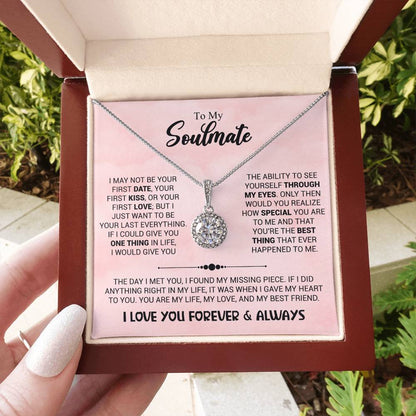 To My
Soulmate
I MAY NOT BE YOUR
FIRST DATE, YOUR
FIRST KISS, OR YOUR
FIRST LOVE; BUT I
JUST WANT TO BE
YOUR LAST EVERYTHING.
IF I COULD GIVE YOU
ONE THING IN LIFE,
I WOULD GIVE YOU
THE ABILITY TO SEE
YOURSELF THROUGH
MY EYES. ONLY THEN
WOULD YOU REALIZE
HOW SPECIAL YOU ARE
TO ME AND THAT
YOU'RE THE BEST
THING THAT EVER
HAPPENED TO ME.
THE DAY I MET YOU, I FOUND MY MISSING PIECE. IF I DID
ANYTHING RIGHT IN MY LIFE, IT WAS WHEN I GAVE MY HEART
TO YOU. YOU ARE MY LIFE, MY LOVE, AND MY BEST FRIEND.
I LOVE YOU FOREVER & ALWAYS